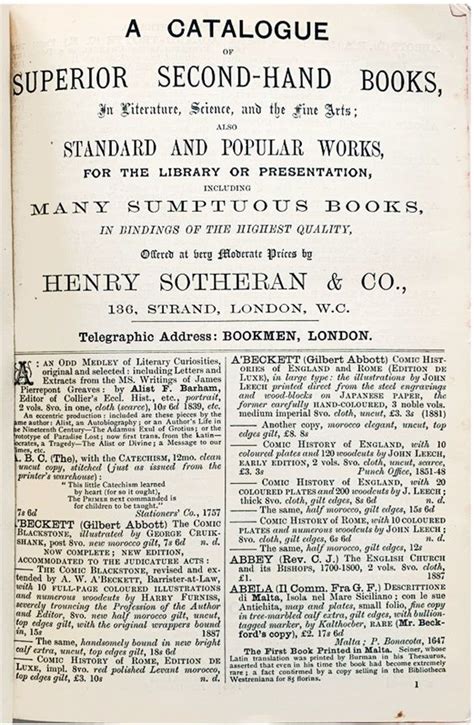 A CATALOGUE
OF
SUPERIOR SECOND-HAND BOOKS,
In Literature, Science, and the Fine Arts;
ALSO
STANDARD AND POPULAR WORKS,
FOR THE LIBRARY OR PRESENTATION,
INCLUDING
MANY SUMPTUOUS BOOKS,
IN BINDINGS OF THE HIGHEST QUALITY,
Offered at very Moderate Prices by
HENRY SOTHERAN & CO.,
136, STRAND, LONDON, W.C.
Telegraphic Address: BOOKMEN, LONDON.
A: AN ODD MEDLEY of Literary Curiosities,
original and selected: including Letters and
Extracts from the MS. Writings of James
Pierrepont Greaves: by Alist F. Barham,
Editor of Collier's Eccl. Hist., etc., portrait,
2 vols. 8vo. in one, cloth (scarce), 10s 6d 1839, etc.
An eccentric production: included are these pieces by the
same author: Alist, an Autobiography; or an Author's Life in
the Nineteenth Century—The Adamus Exul of Grotius; or the
Prototype of Paradise Lost; now first trans. from the Latin—
Socrates, a Tragedy—The Alist or Divine; a Message to our
Times, etc.
A. B. C. (The), with the CATECHISM, 12mo. clean
uncut copy, stitched (just as issued from the
printer's warehouse):
"This little Catechism learned
by heart (for so it ought)
The PRIMER next commanded is
for children to be taught."
7s 6d Stationers' Co., 1757
A'BECKETT (Gilbert Abbott) The COMIC
BLACKSTONE, illustrated by GEORGE CRUIK-
SHANK, post 8vo. new morocco gilt, 7s 6d n. d.
NOW COMPLETE; NEW EDITION,
ACCOMMODATED TO THE JUDICATURE ACTS:
— The COMIC BLACKSTONE, revised and ex-
tended by A. W. A'BECKETT, Barrister-at-Law,
with 10 FULL-PAGE COLOURED ILLUSTRATIONS
and numerous woodcuts by HARRY FURNISS,
severely trouncing the Profession of the Author
and Editor, 8vo. new half morocco gilt, uncut,
top edges gilt, with the original wrappers bound
in, 15s 1887
— The same, handsomely bound in new bright
calf extra, uncut, top edges gilt, 18s 6d 1887
— COMIC HISTORY OF ROME, EDITION DE
LUXE, impl. 8vo. red polished Levant morocco,
top edges gilt, £3. 10s n. d.
A'BECKETT (Gilbert Abbott) COMIC HIST-
ORIES OF ENGLAND and ROME (EDITION DE
LUXE), in large type: the illustrations by JOHN
LEECH printed direct from the steel engravings
and wood-blocks on JAPANESE PAPER, the
former carefully HAND-COLOURED, 3 noble vols.
medium imperial 8vo. cloth, uncut, £3. 3s (1881)
— Another copy, morocco elegant, uncut, top
edges gilt, £8. 8s
— COMIC HISTORY OF ENGLAND, with 20
COLOURED PLATES and 120 woodcuts by JOHN LEECH,
EARLY EDITION, 2 vols. 8vo. cloth, uncut, scarce,
£3. 3s Punch Office, 1851-48
— COMIC HISTORY OF ENGLAND, with 20
COLOURED PLATES and 200 woodcuts by J. LEECH;
thick 8vo. cloth, gilt edges, 8s 6d n. d.
— The same, half morocco, gilt edges, 15s 6d
— COMIC HISTORY OF ROME, with 10 COLOURED
PLATES and numerous woodcuts by JOHN LEECH;
8vo. cloth, gilt edges, 6s n. d.
— The same, half morocco, gilt edges, 12s
ABBEY (Rev. C. J.) The ENGLISH CHURCH
and its BISHOPS, 1700-1800, 2 vols. 8vo. cloth,
£1. 1887
ABELA (Il Comm. Fra G. F.) DESCRITTIONE
di Malta, Isola nel Mare Siciliano; con le sue
Antichita, map and plates, small folio, fine copy
in tree-marbled calf extra, gilt edges, with bullion-
tagged marker, by Kalthoeber, RARE (Mr. Beck-
ford's copy), £2. 17s 6d
Malta: P. Bonacota, 1647
The First Book Printed in Malta. Seiner, whose
Latin translation was printed by Burman in his Thesaurus,
asserted that even in his time the book had become extremely
rare; a fact confirmed by a copy selling in the Bibliotheca
Westreniana for 85 florins.
1